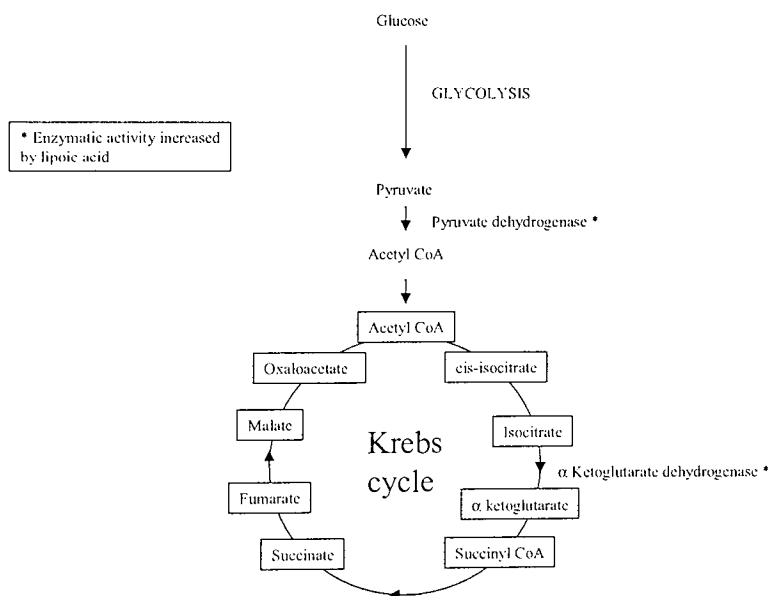 Glucose
GLYCOLYSIS
* Enzymatic activity increased
by lipoic acid
Pyruvate
Pyruvate dehydrogenase *
Acetyl CoA
Acetyl CoA
Oxaloacetate
cis-isocitrate
Malate
Isocitrate
Krebs
cycle
α Ketoglutarate dehydrogenase *
Fumarate
α ketoglutarate
Succinate
Succinyl CoA